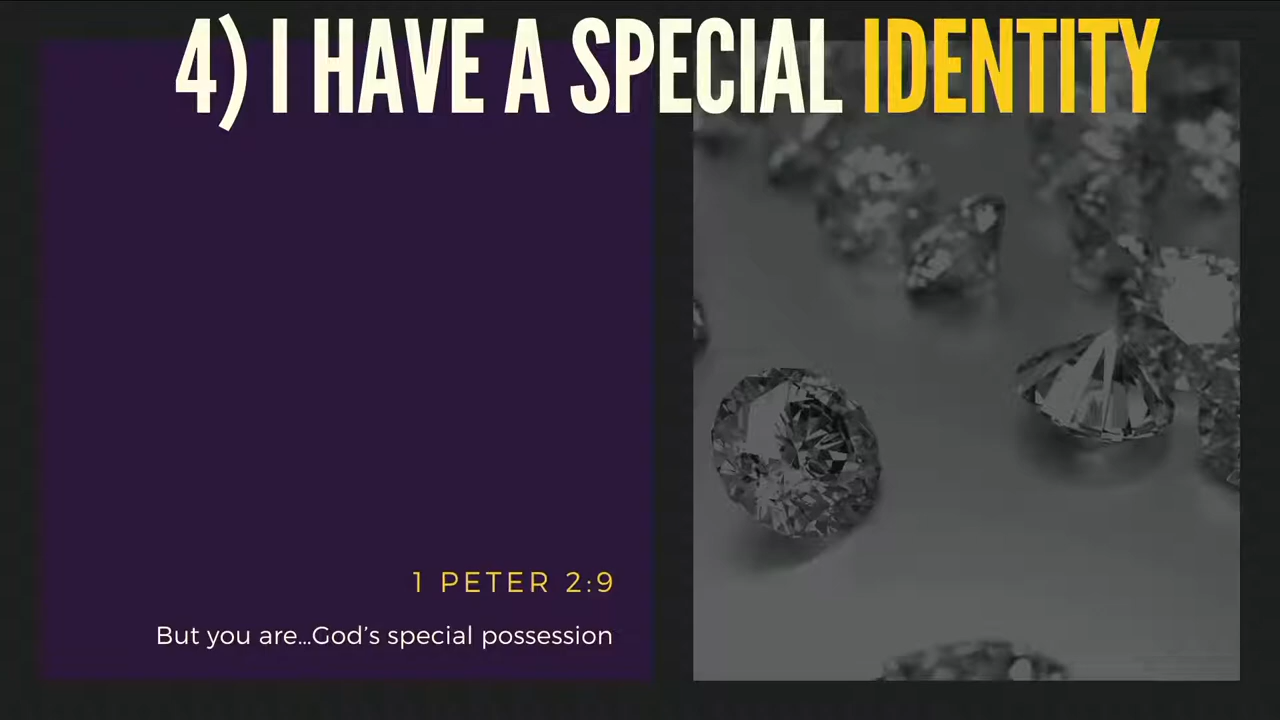 4) I HAVE A SPECIAL IDENTITY
1 PETER 2:9
But you are...God's special possession